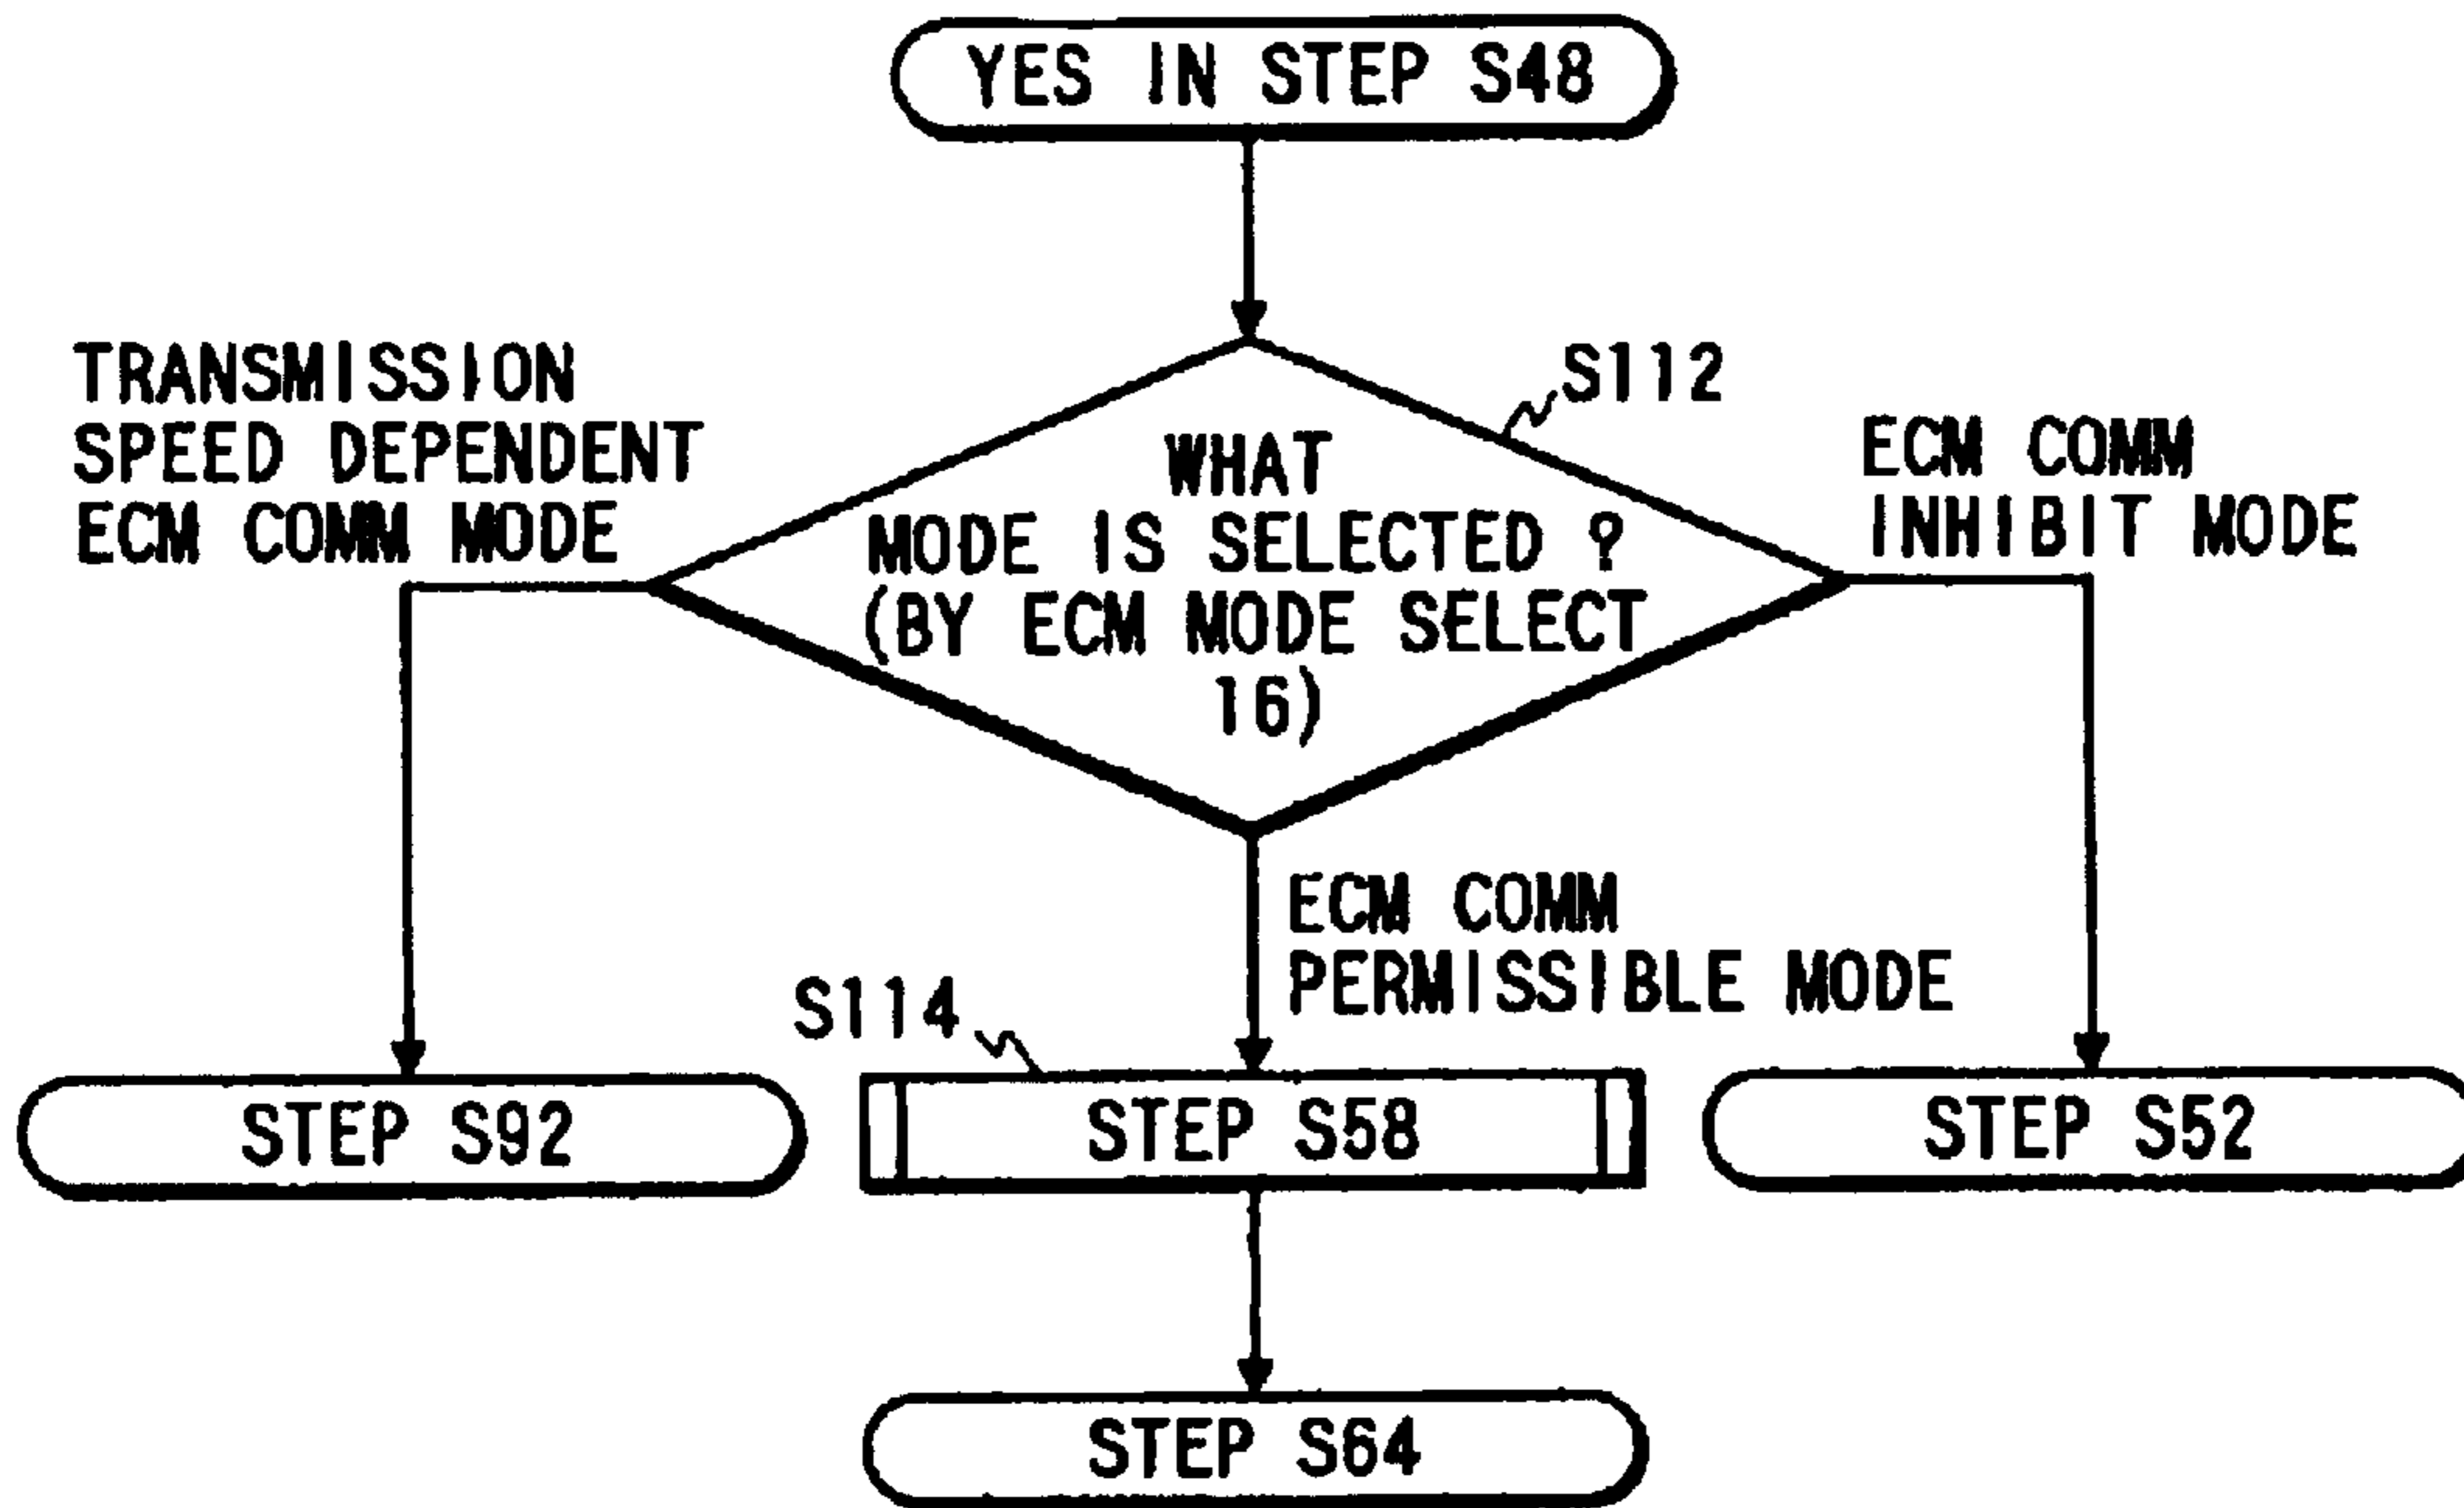 YES IN STEP S48
S112
TRANSMISSION
SPEED DEPENDENT
ECM COMM MODE
WHAT
MODE IS SELECTED ?
(BY ECM MODE SELECT
16)
ECM COMM
INHIBIT MODE
ECM COMM
PERMISSIBLE MODE
S114
STEP S92
STEP S58
STEP S52
STEP S64